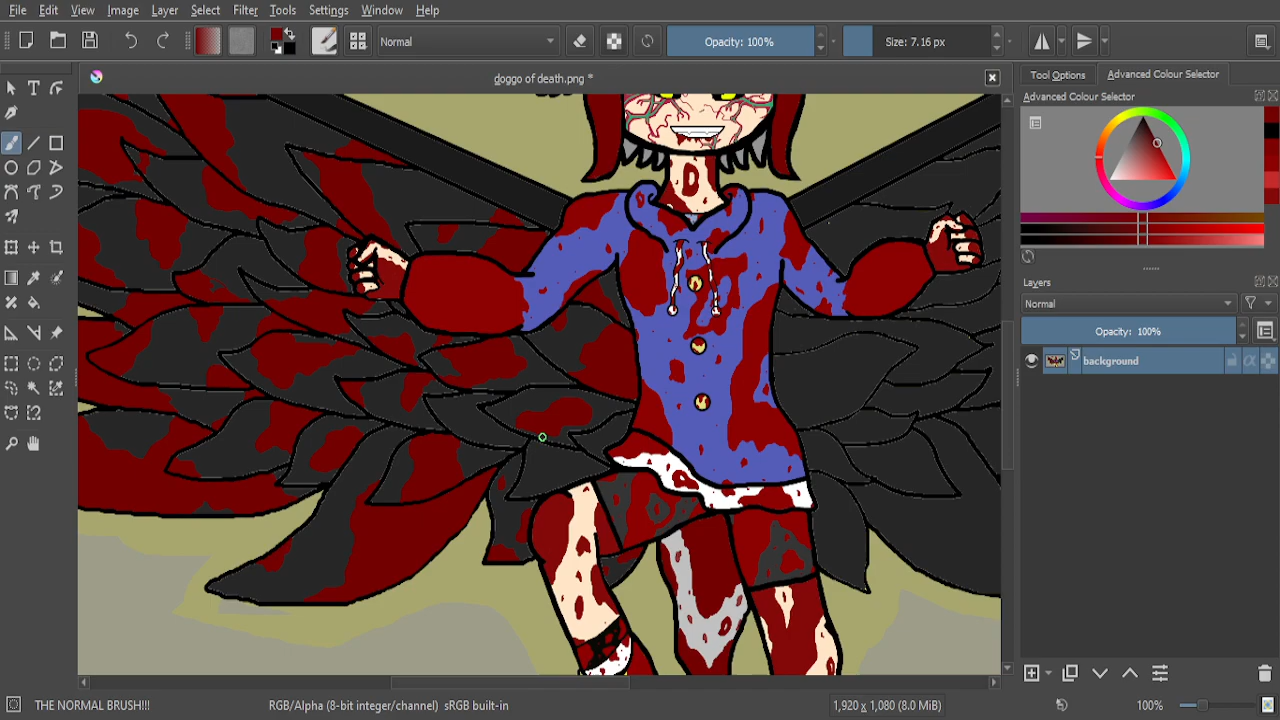 File Edit View Image Layer Select Filter Tools Settings Window Help
Normal
Opacity: 100%
Size: 7.16 px
doggo of death.png *
Tool Options
Advanced Colour Selector
Advanced Colour Selector
Layers
Normal
Opacity: 100%
background
THE NORMAL BRUSH!!!
RGB/Alpha (8-bit integer/channel) sRGB built-in
1,920 x 1,080 (8.0 MiB)
100%